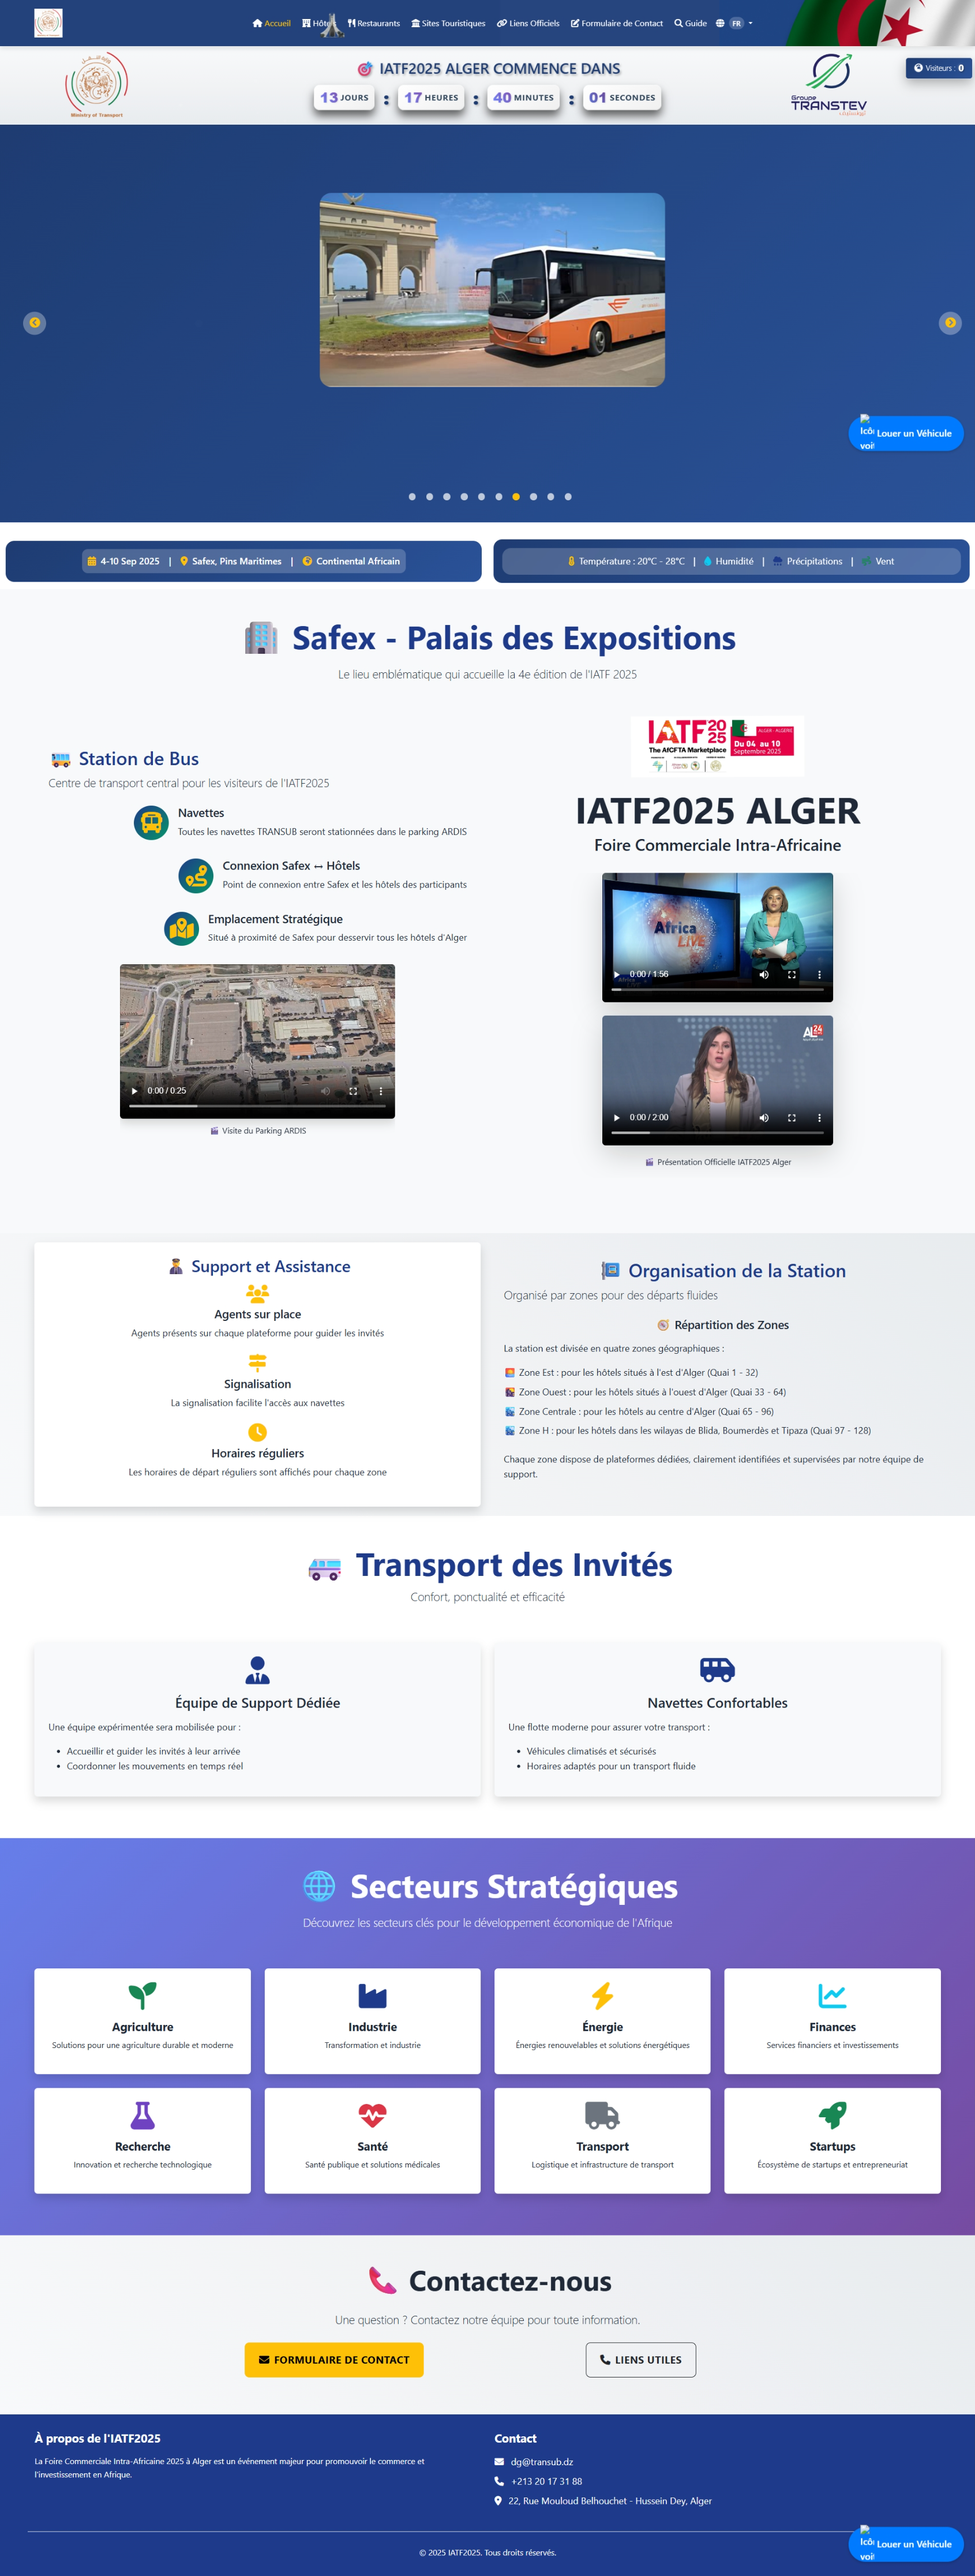 Accueil
Restaurants
Sites Touristiques
Liens Officiels
Formulaire de Contact
Guide
FR
Ministry of Transport
IATF2025 ALGER COMMENCE DANS
13 JOURS : 17 HEURES : 40 MINUTES : 01 SECONDES
Groupe
TRANSTEV
Visiteurs : 0
Louer un Véhicule
4-10 Sep 2025 | Safex, Pins Maritimes | Continental Africain
Température : 20°C - 28°C | Humidité | Précipitations | Vent
Safex - Palais des Expositions
Le lieu emblématique qui accueille la 4e édition de l'IATF 2025
Station de Bus
Centre de transport central pour les visiteurs de l'IATF2025
Navettes
Toutes les navettes TRANSUB seront stationnées dans le parking ARDIS
Connexion Safex ↔ Hôtels
Point de connexion entre Safex et les hôtels des participants
Emplacement Stratégique
Situé à proximité de Safex pour desservir tous les hôtels d'Alger
0:00 / 0:25
Visite du Parking ARDIS
IATF 2025
The AfCFTA Marketplace
ALGER - ALGERIE
Du 04 au 10
Septembre 2025
IATF2025 ALGER
Foire Commerciale Intra-Africaine
Africa
LIVE
0:00 / 1:56
AL24
0:00 / 2:00
Présentation Officielle IATF2025 Alger
Support et Assistance
Agents sur place
Agents présents sur chaque plateforme pour guider les invités
Signalisation
La signalisation facilite l'accès aux navettes
Horaires réguliers
Les horaires de départ réguliers sont affichés pour chaque zone
Organisation de la Station
Organisé par zones pour des départs fluides
Répartition des Zones
La station est divisée en quatre zones géographiques :
Zone Est : pour les hôtels situés à l'est d'Alger (Quai 1 - 32)
Zone Ouest : pour les hôtels situés à l'ouest d'Alger (Quai 33 - 64)
Zone Centrale : pour les hôtels au centre d'Alger (Quai 65 - 96)
Zone H : pour les hôtels dans les wilayas de Blida, Boumerdès et Tipaza (Quai 97 - 128)
Chaque zone dispose de plateformes dédiées, clairement identifiées et supervisées par notre équipe de
support.
Transport des Invités
Confort, ponctualité et efficacité
Équipe de Support Dédiée
Une équipe expérimentée sera mobilisée pour :
• Accueillir et guider les invités à leur arrivée
• Coordonner les mouvements en temps réel
Navettes Confortables
Une flotte moderne pour assurer votre transport :
• Véhicules climatisés et sécurisés
• Horaires adaptés pour un transport fluide
Secteurs Stratégiques
Découvrez les secteurs clés pour le développement économique de l'Afrique
Agriculture
Solutions pour une agriculture durable et moderne
Industrie
Transformation et industrie
Énergie
Énergies renouvelables et solutions énergétiques
Finances
Services financiers et investissements
Recherche
Innovation et recherche technologique
Santé
Santé publique et solutions médicales
Transport
Logistique et infrastructure de transport
Startups
Écosystème de startups et entrepreneuriat
Contactez-nous
Une question ? Contactez notre équipe pour toute information.
FORMULAIRE DE CONTACT
LIENS UTILES
À propos de l'IATF2025
La Foire Commerciale Intra-Africaine 2025 à Alger est un événement majeur pour promouvoir le commerce et
l'investissement en Afrique.
Contact
dg@transub.dz
+213 20 17 31 88
22, Rue Mouloud Belhouchet - Hussein Dey, Alger
Louer un Véhicule
© 2025 IATF2025. Tous droits réservés.